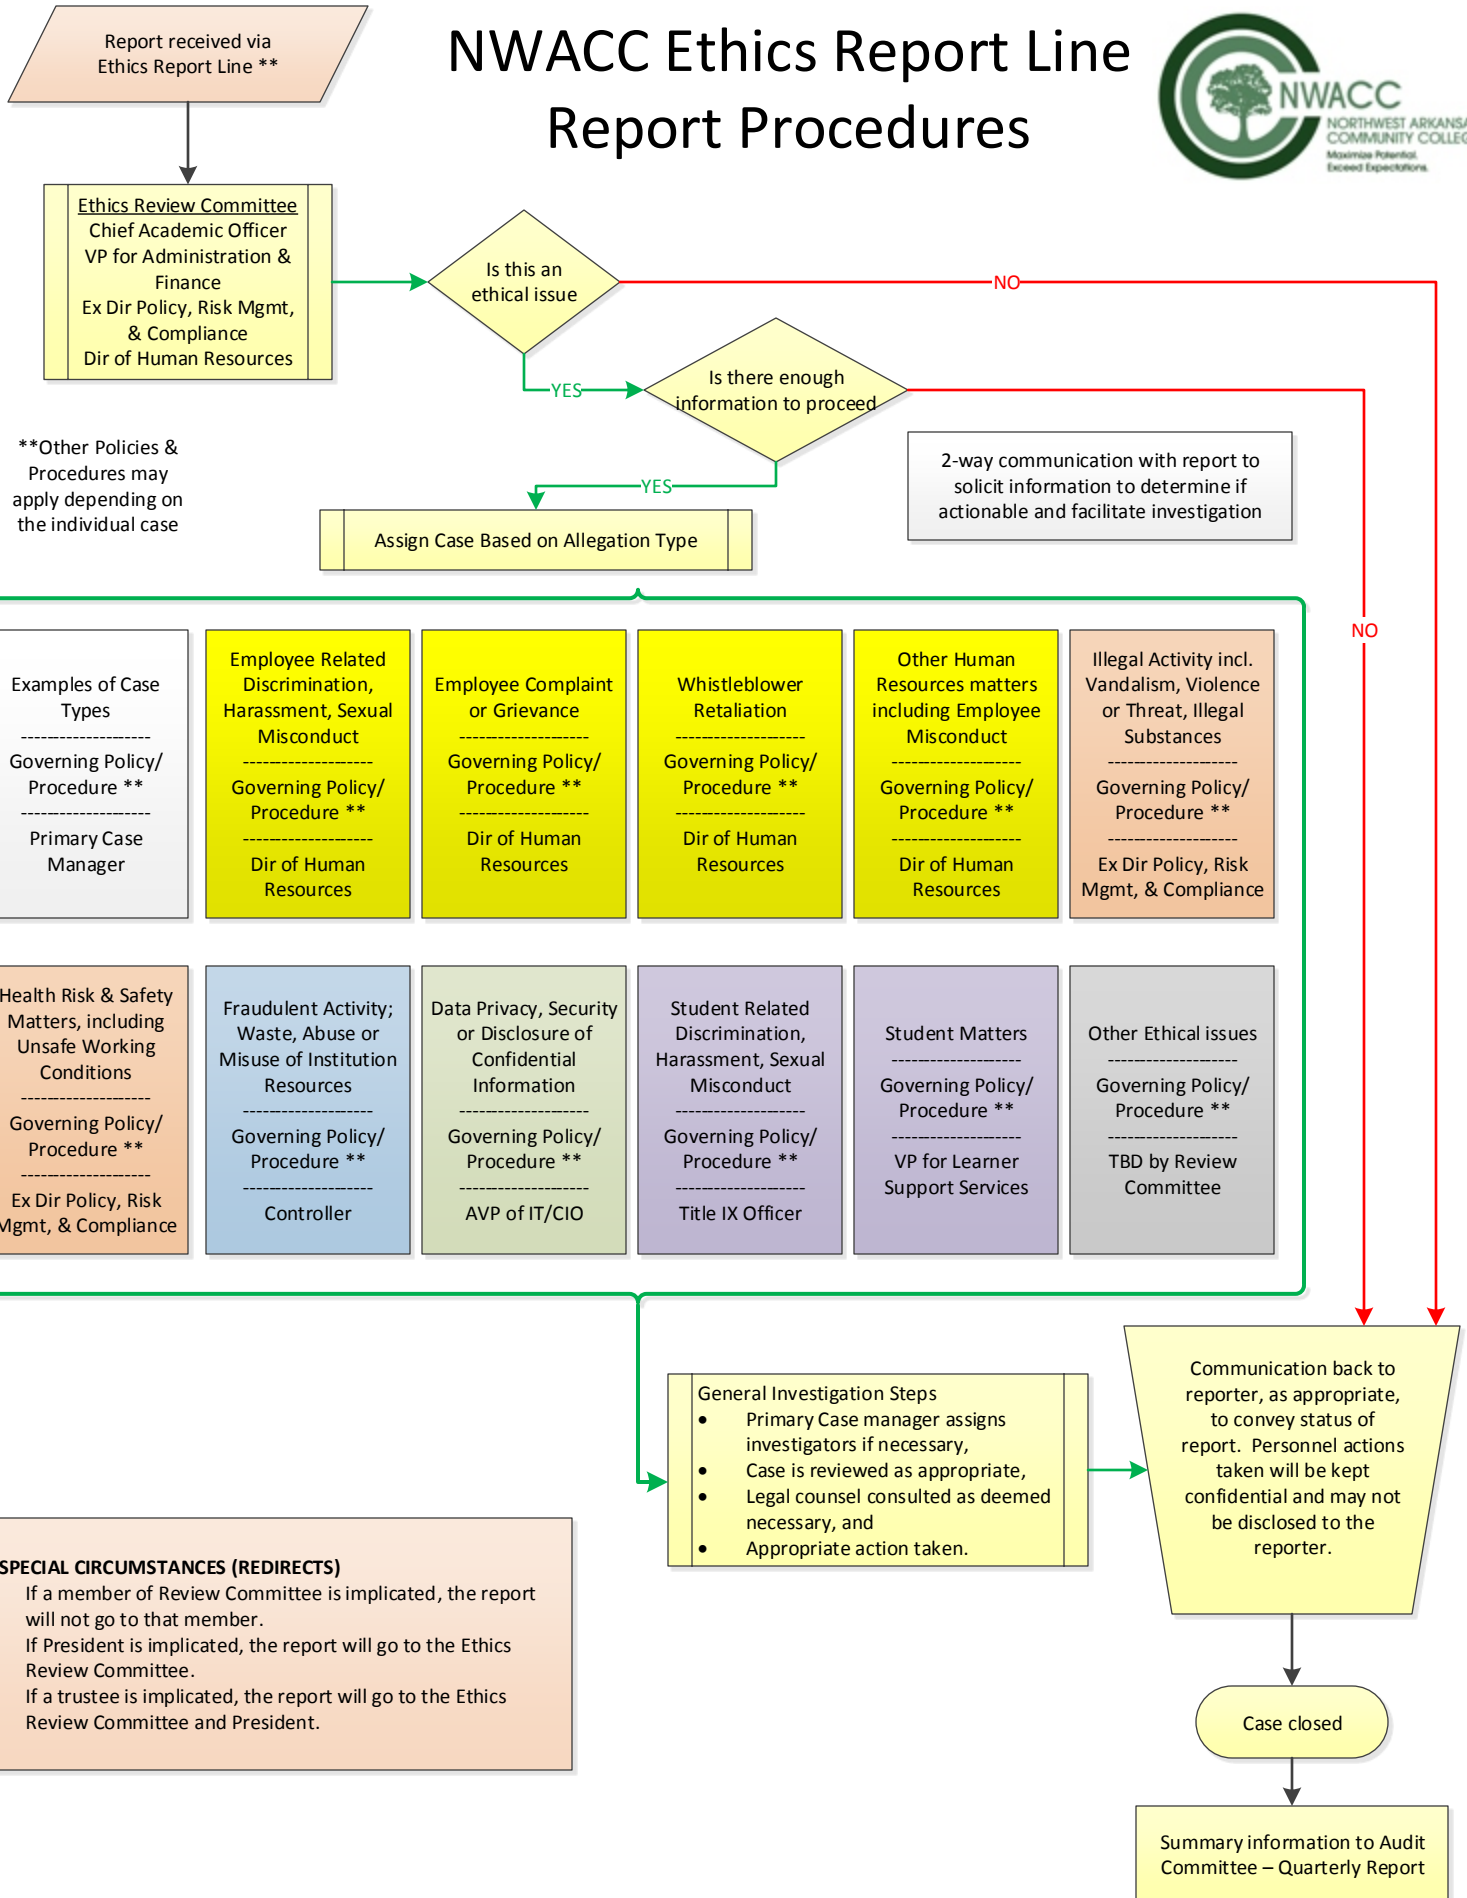 Report received via
Ethics Report Line **
NWACC Ethics Report Line
Report Procedures
NWACC
NORTHWEST ARKANSA
COMMUNITY COLLEG
Maximize Potential.
Exceed Expectations.
Ethics Review Committee
Chief Academic Officer
VP for Administration &
Finance
Ex Dir Policy, Risk Mgmt,
& Compliance
Dir of Human Resources
Is this an
ethical issue
NO
YES
Is there enough
information to proceed
**Other Policies &
Procedures may
apply depending on
the individual case
YES
2-way communication with report to
solicit information to determine if
actionable and facilitate investigation
Assign Case Based on Allegation Type
NO
Examples of Case
Types
--------------------
Governing Policy/
Procedure **
--------------------
Primary Case
Manager
Employee Related
Discrimination,
Harassment, Sexual
Misconduct
--------------------
Governing Policy/
Procedure **
--------------------
Dir of Human
Resources
Employee Complaint
or Grievance
--------------------
Governing Policy/
Procedure **
--------------------
Dir of Human
Resources
Whistleblower
Retaliation
--------------------
Governing Policy/
Procedure **
--------------------
Dir of Human
Resources
Other Human
Resources matters
including Employee
Misconduct
--------------------
Governing Policy/
Procedure **
--------------------
Dir of Human
Resources
Illegal Activity incl.
Vandalism, Violence
or Threat, Illegal
Substances
--------------------
Governing Policy/
Procedure **
--------------------
Ex Dir Policy, Risk
Mgmt, & Compliance
Health Risk & Safety
Matters, including
Unsafe Working
Conditions
--------------------
Governing Policy/
Procedure **
--------------------
Ex Dir Policy, Risk
Mgmt, & Compliance
Fraudulent Activity;
Waste, Abuse or
Misuse of Institution
Resources
--------------------
Governing Policy/
Procedure **
--------------------
Controller
Data Privacy, Security
or Disclosure of
Confidential
Information
--------------------
Governing Policy/
Procedure **
--------------------
AVP of IT/CIO
Student Related
Discrimination,
Harassment, Sexual
Misconduct
--------------------
Governing Policy/
Procedure **
--------------------
Title IX Officer
Student Matters
--------------------
Governing Policy/
Procedure **
--------------------
VP for Learner
Support Services
Other Ethical issues
--------------------
Governing Policy/
Procedure **
--------------------
TBD by Review
Committee
General Investigation Steps
• Primary Case manager assigns
investigators if necessary,
• Case is reviewed as appropriate,
• Legal counsel consulted as deemed
necessary, and
• Appropriate action taken.
Communication back to
reporter, as appropriate,
to convey status of
report. Personnel actions
taken will be kept
confidential and may not
be disclosed to the
reporter.
SPECIAL CIRCUMSTANCES (REDIRECTS)
If a member of Review Committee is implicated, the report
will not go to that member.
If President is implicated, the report will go to the Ethics
Review Committee.
If a trustee is implicated, the report will go to the Ethics
Review Committee and President.
Case closed
Summary information to Audit
Committee – Quarterly Report